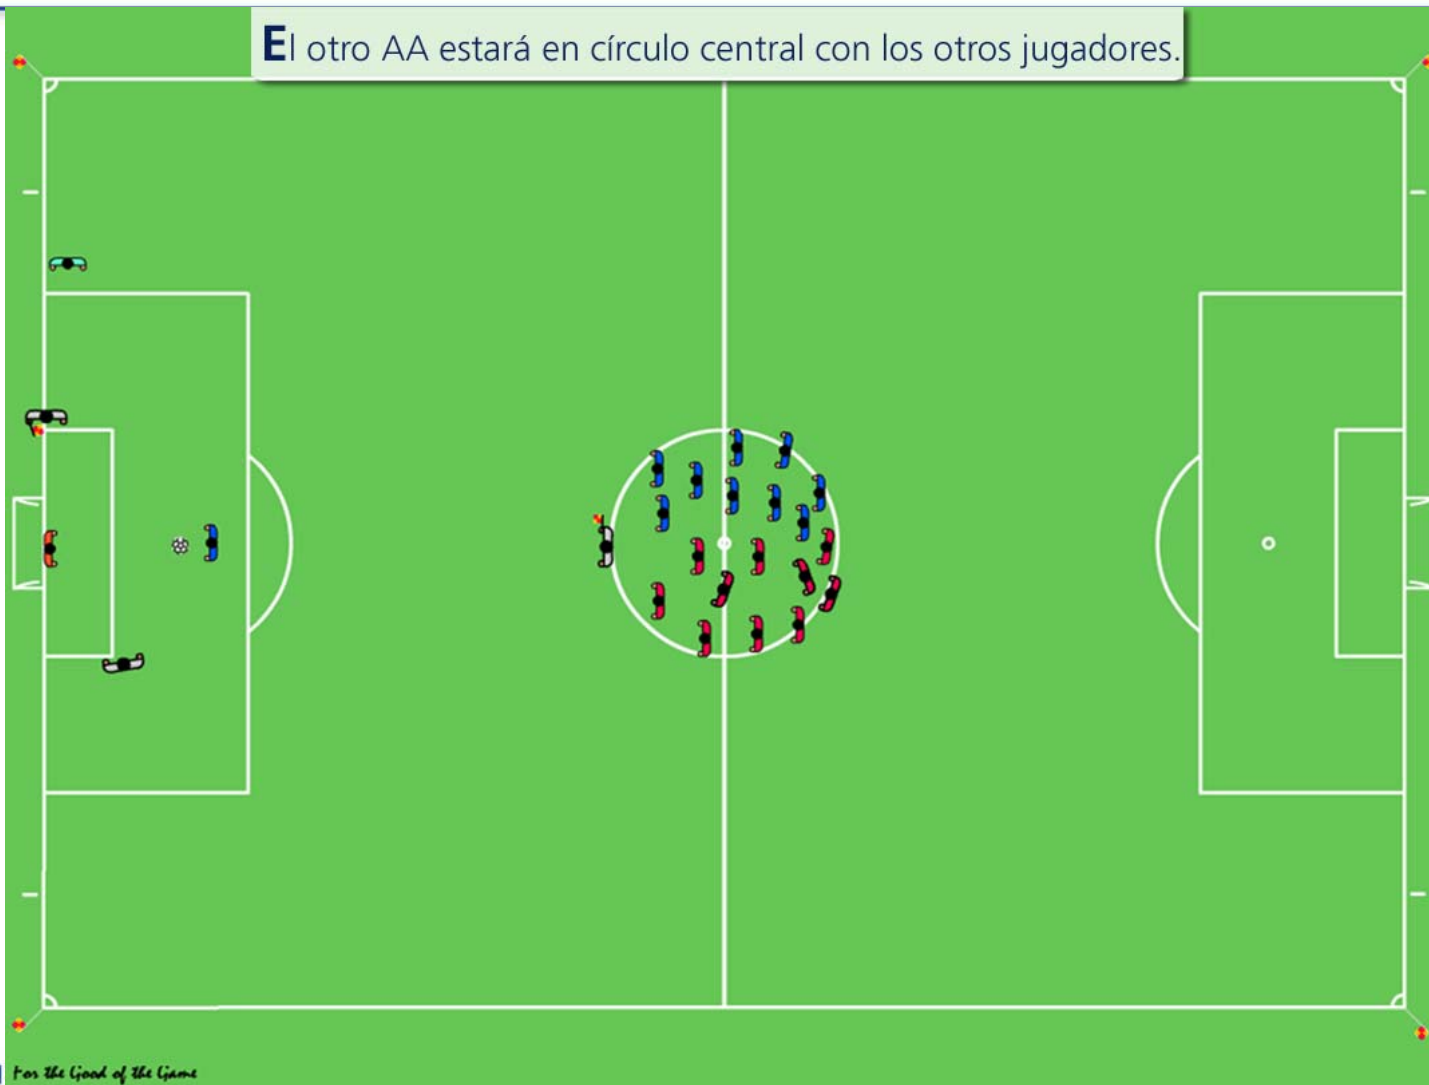 El otro AA estará en círculo central con los otros jugadores.
For the Good of the Game